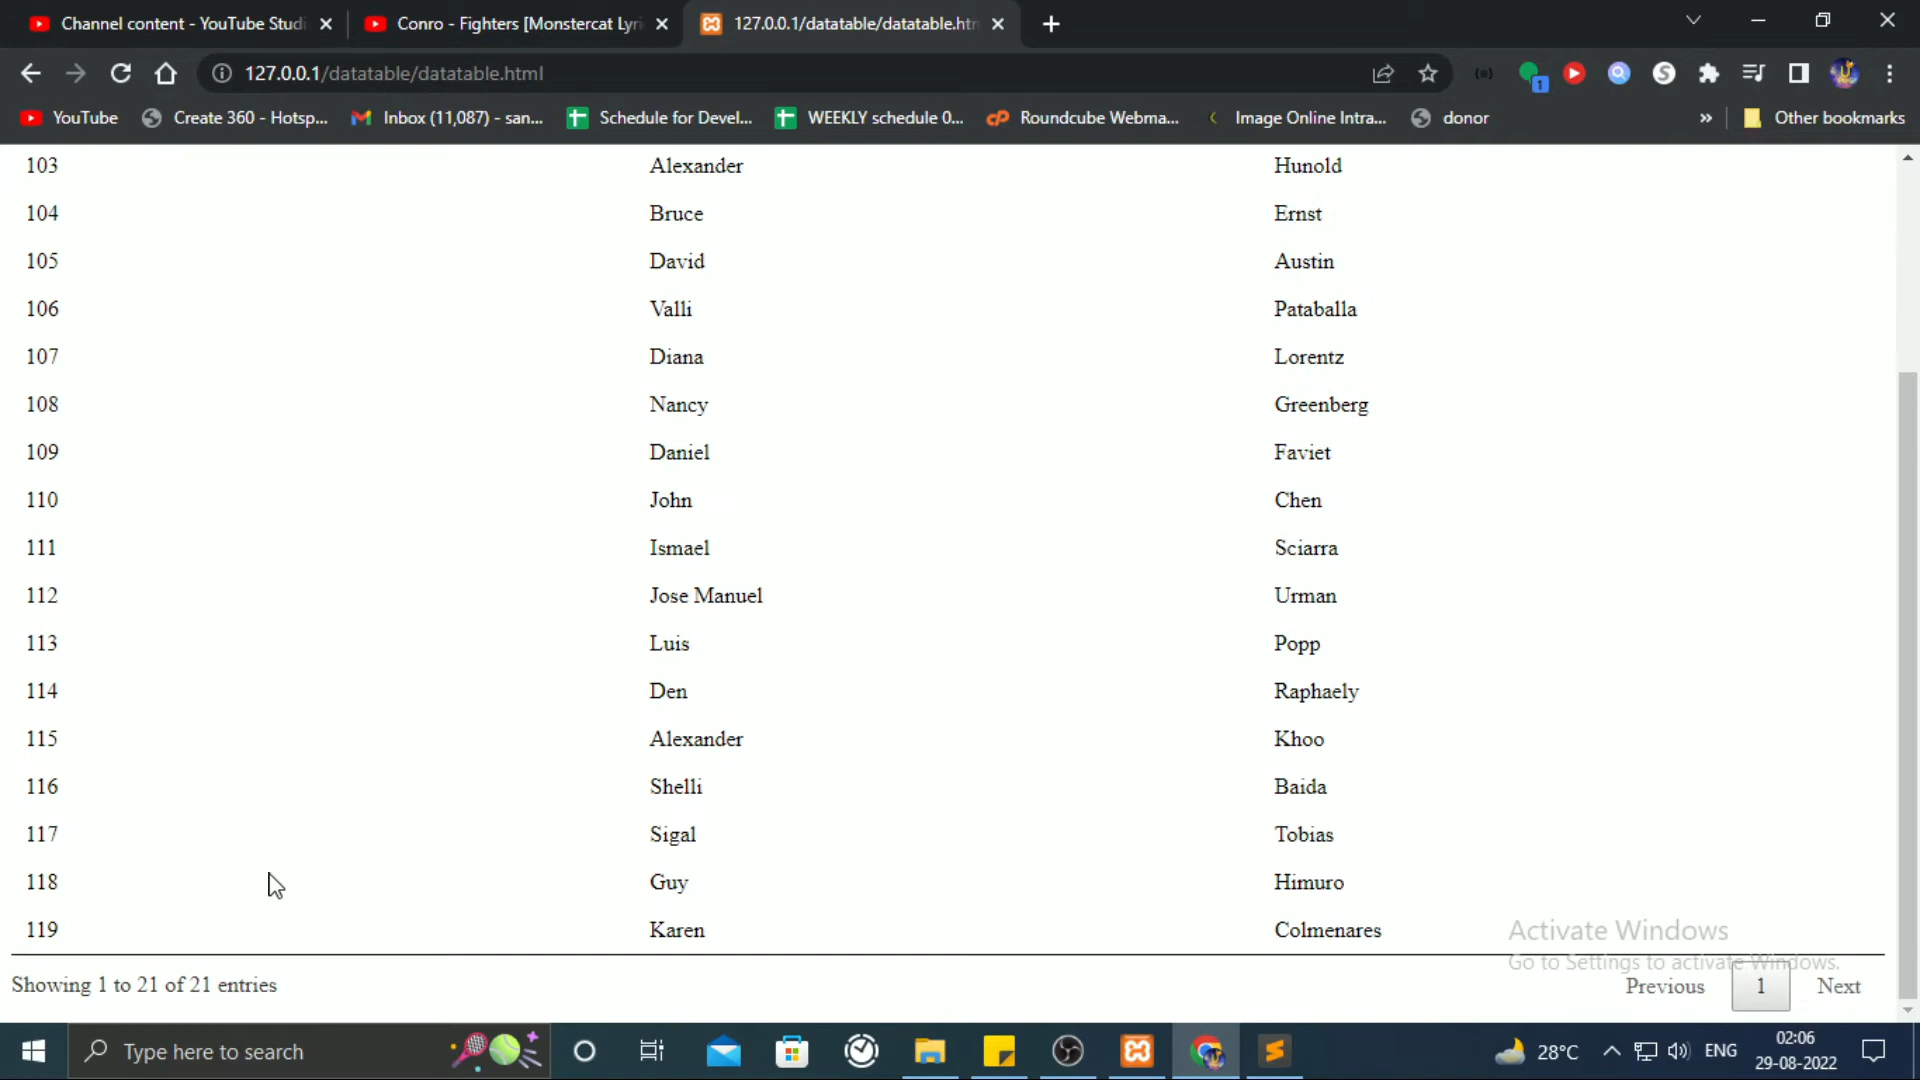 Channel content - YouTube Studi
Conro - Fighters [Monstercat Lyri
127.0.0.1/datatable/datatable.htm
127.0.0.1/datatable/datatable.html
1
YouTube
Create 360 - Hotsp...
Inbox (11,087) - san...
Schedule for Devel...
WEEKLY schedule 0...
Roundcube Webma...
Image Online Intra...
donor
»
Other bookmarks
103 Alexander Hunold
104 Bruce Ernst
105 David Austin
106 Valli Pataballa
107 Diana Lorentz
108 Nancy Greenberg
109 Daniel Faviet
110 John Chen
111 Ismael Sciarra
112 Jose Manuel Urman
113 Luis Popp
114 Den Raphaely
115 Alexander Khoo
116 Shelli Baida
117 Sigal Tobias
118 Guy Himuro
119 Karen Colmenares
Activate Windows
Go to Settings to activate Windows.
Showing 1 to 21 of 21 entries
Previous 1 Next
Type here to search
28°C
ENG
02:06
29-08-2022